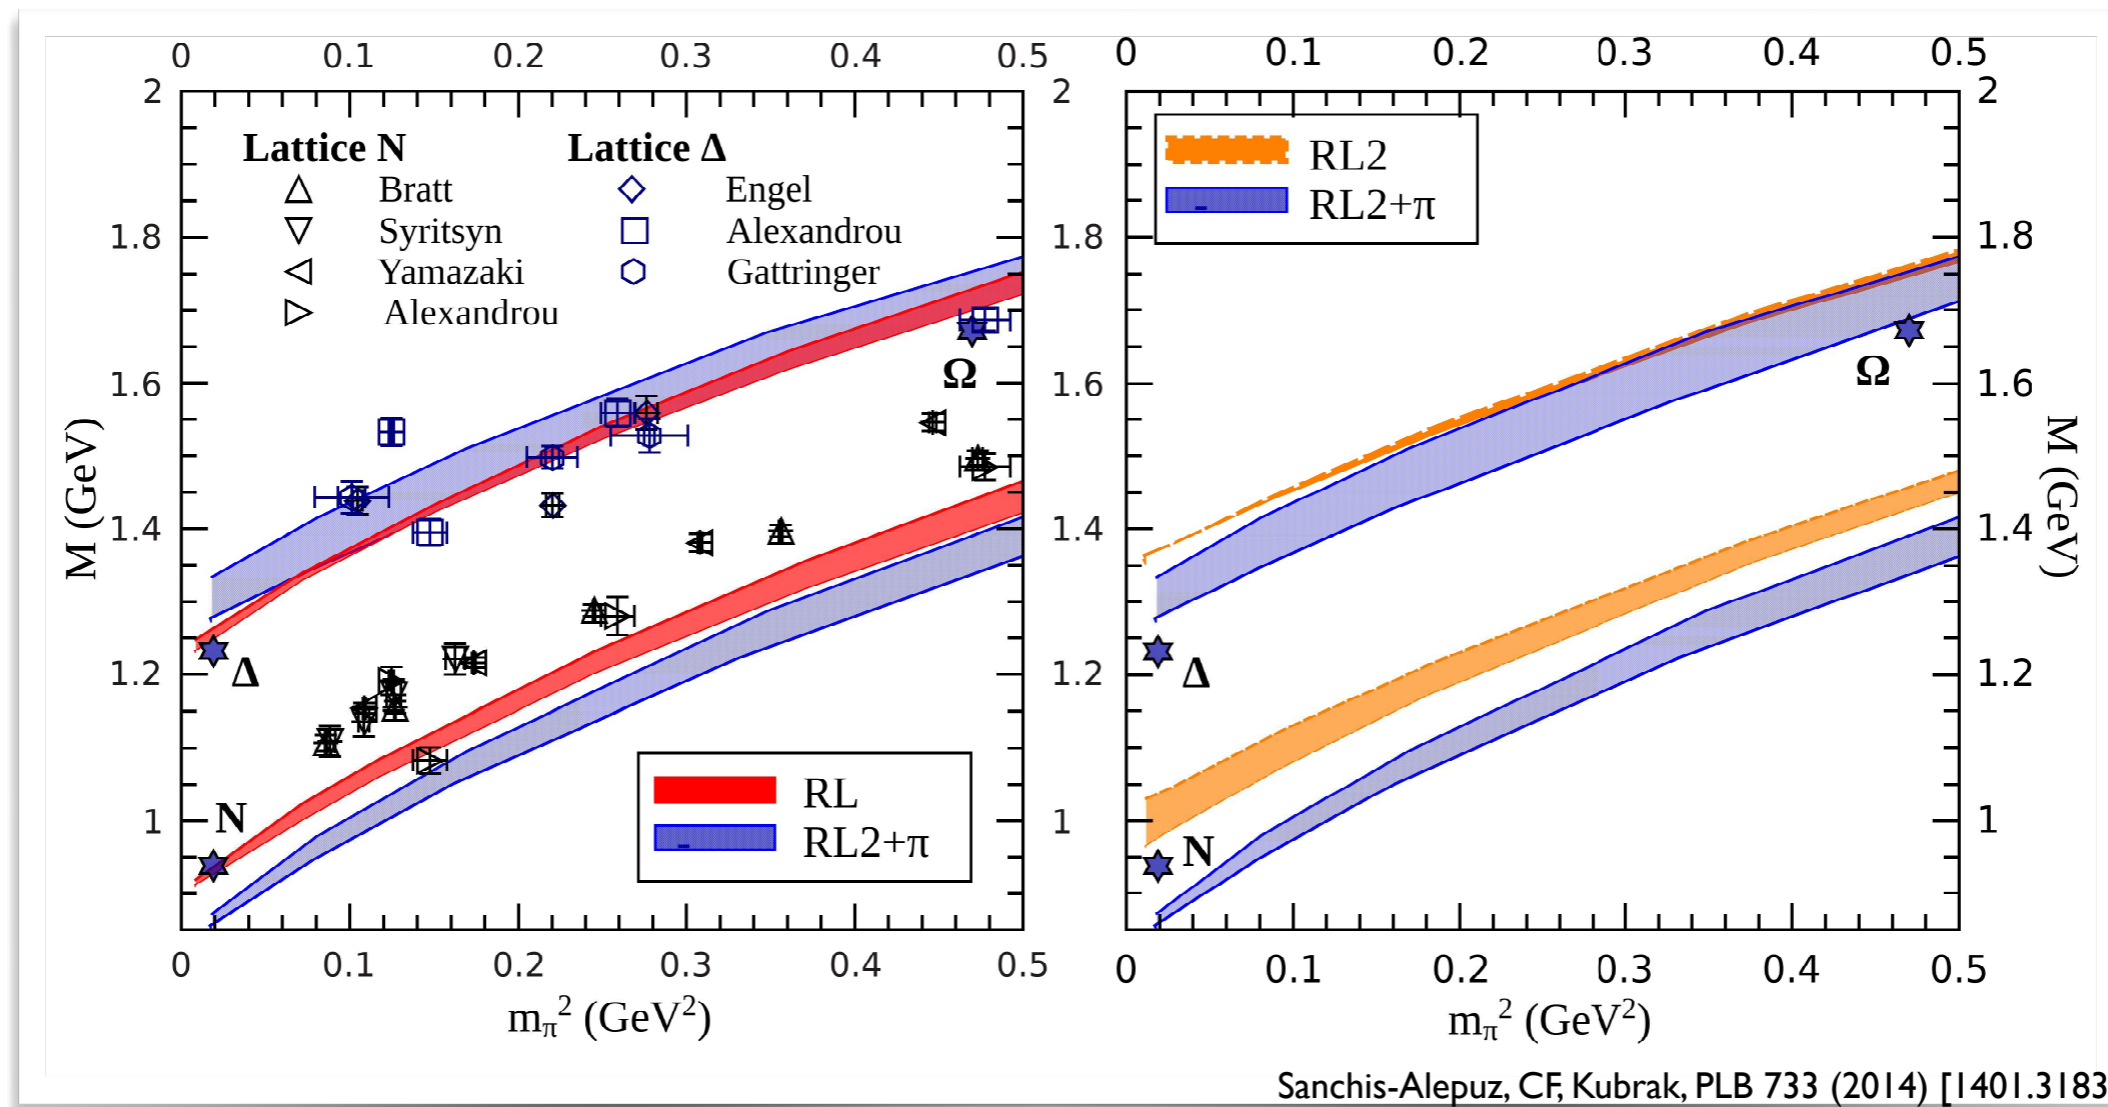 0 0.1 0.2 0.3 0.4 0.5
2
1.8
1.6
1.4
1.2
1
M (GeV)
Lattice N
Bratt
Syritsyn
Yamazaki
Alexandrou
Lattice Δ
Engel
Alexandrou
Gattringer
Ω
Δ
N
RL
RL2+π
0 0.1 0.2 0.3 0.4 0.5
mπ² (GeV²)
0 0.1 0.2 0.3 0.4 0.5
2
1.8
1.6
1.4
1.2
1
RL2
RL2+π
Ω
Δ
N
2
1.8
1.6
1.4
1.2
1
M (GeV)
0 0.1 0.2 0.3 0.4 0.5
mπ² (GeV²)
Sanchis-Alepuz, CF, Kubrak, PLB 733 (2014) [1401.3183